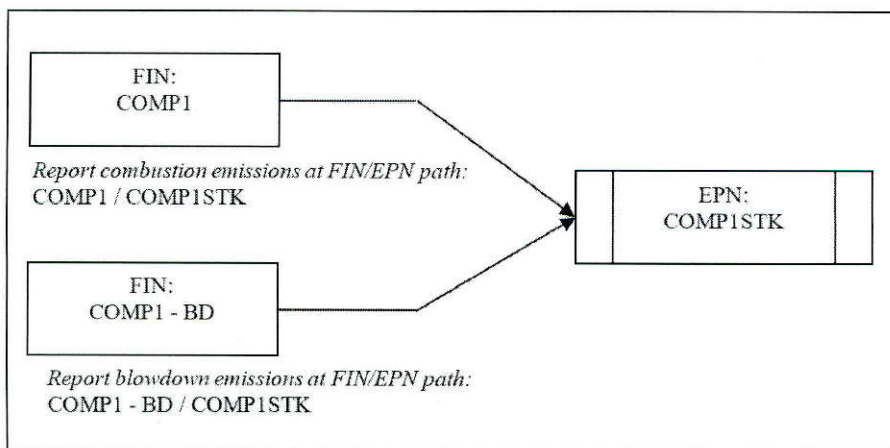 FIN:
COMP1
Report combustion emissions at FIN/EPN path:
COMP1 / COMP1STK
EPN:
COMP1STK
FIN:
COMP1 - BD
Report blowdown emissions at FIN/EPN path:
COMP1 - BD / COMP1STK